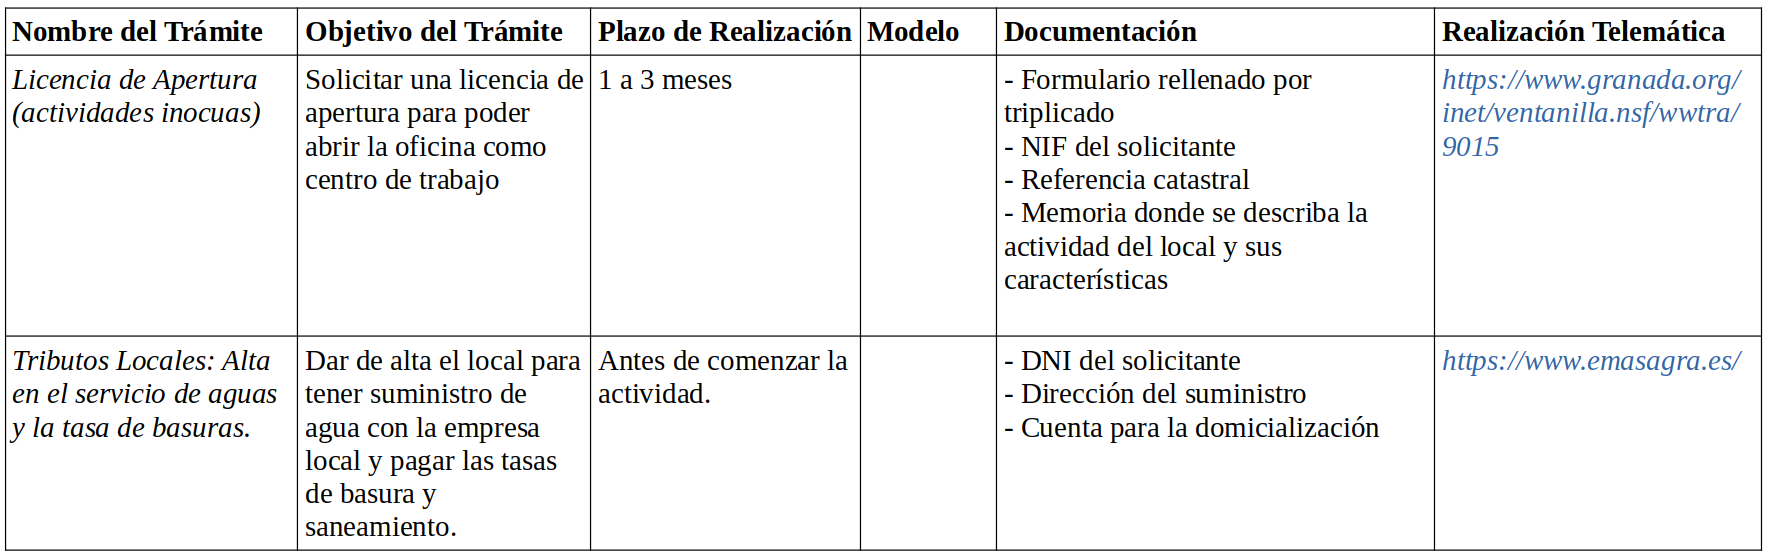 Nombre del Trámite
Objetivo del Trámite
Plazo de Realización
Modelo
Documentación
Realización Telemática
Licencia de Apertura
(actividades inocuas)
Solicitar una licencia de
apertura para poder
abrir la oficina como
centro de trabajo
1 a 3 meses
- Formulario rellenado por
triplicado
- NIF del solicitante
- Referencia catastral
- Memoria donde se describa la
actividad del local y sus
características
https://www.granada.org/
inet/ventanilla.nsf/wwtra/
9015
Tributos Locales: Alta
en el servicio de aguas
y la tasa de basuras.
Dar de alta el local para
tener suministro de
agua con la empresa
local y pagar las tasas
de basura y
saneamiento.
Antes de comenzar la
actividad.
- DNI del solicitante
- Dirección del suministro
- Cuenta para la domicialización
https://www.emasagra.es/